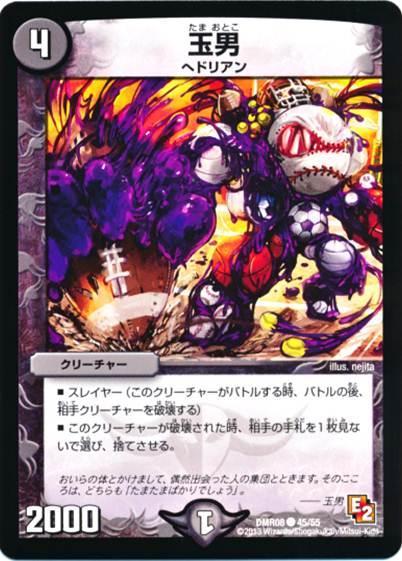 4
たま おとこ
玉男
ヘドリアン
クリーチャー
illus. nejita
■ スレイヤー（このクリーチャーがバトルする時、バトルの後、
相手クリーチャーを破壊する）
■ このクリーチャーが破壊された時、相手の手札を1枚見な
いで選び、捨てさせる。
おいらの体とかけまして、偶然出会った人の集団とときます。そのここ
ろは、どちらも「たまたまばかりでしょう」。
—— 玉男
2000
1
E2
DMR08 ● 45/55
©2013 Wizards/Shogakukan/Mitsui-Kids